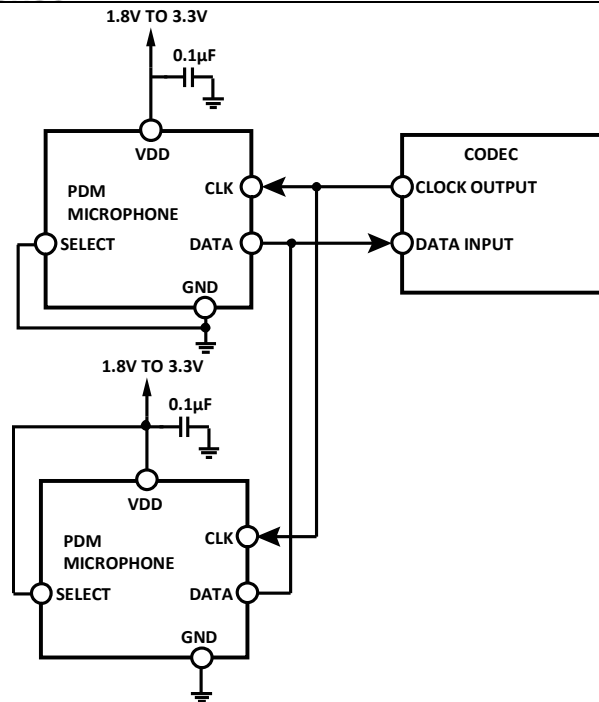 1.8V TO 3.3V
0.1µF
VDD
PDM
MICROPHONE
CLK
SELECT
DATA
GND
CODEC
CLOCK OUTPUT
DATA INPUT
1.8V TO 3.3V
0.1µF
VDD
PDM
MICROPHONE
CLK
SELECT
DATA
GND